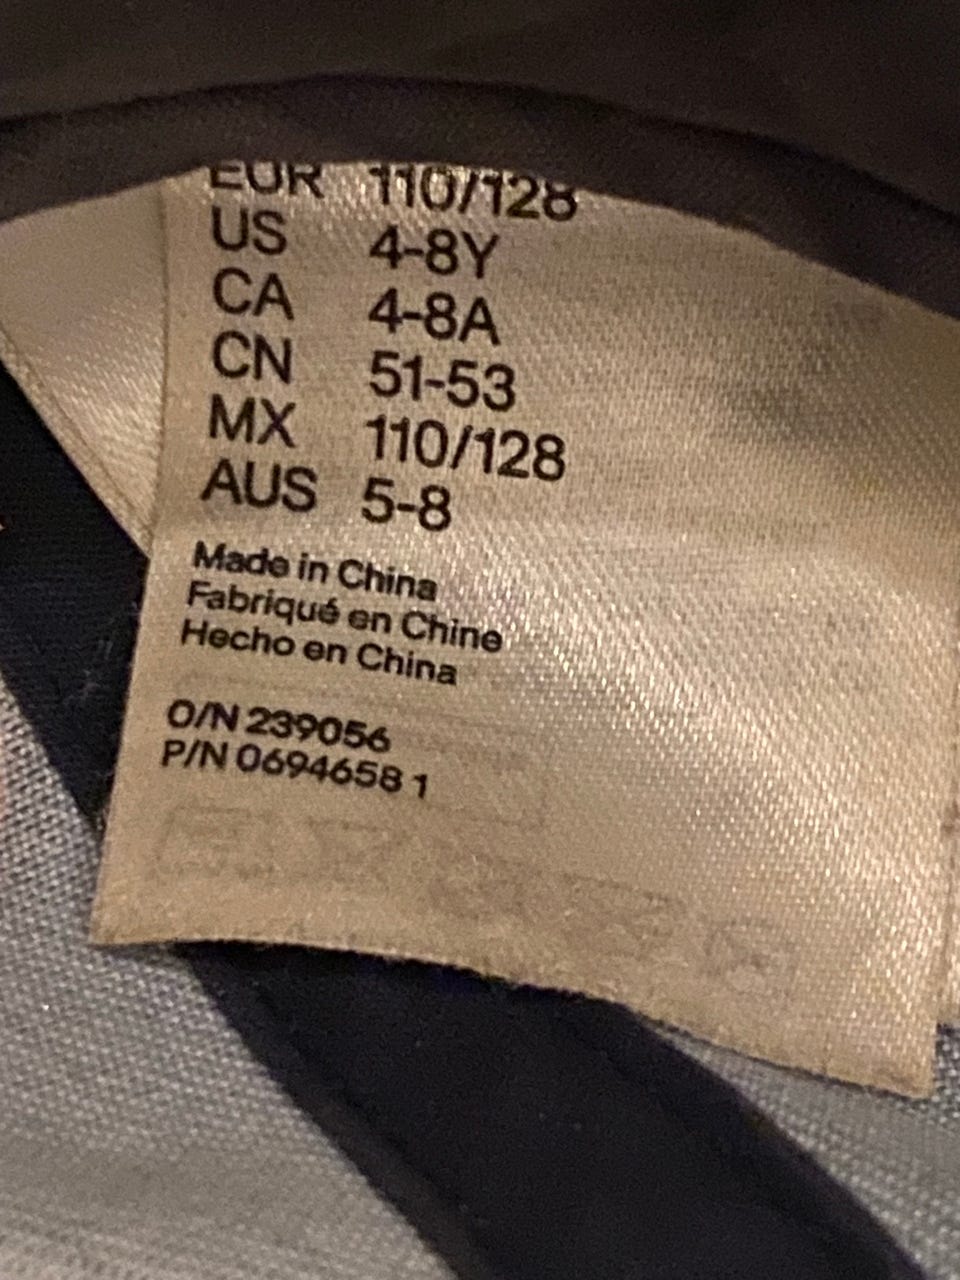 EUR 110/128
US 4-8Y
CA 4-8A
CN 51-53
MX 110/128
AUS 5-8
Made in China
Fabriqué en Chine
Hecho en China
O/N 239056
P/N 0694658 1